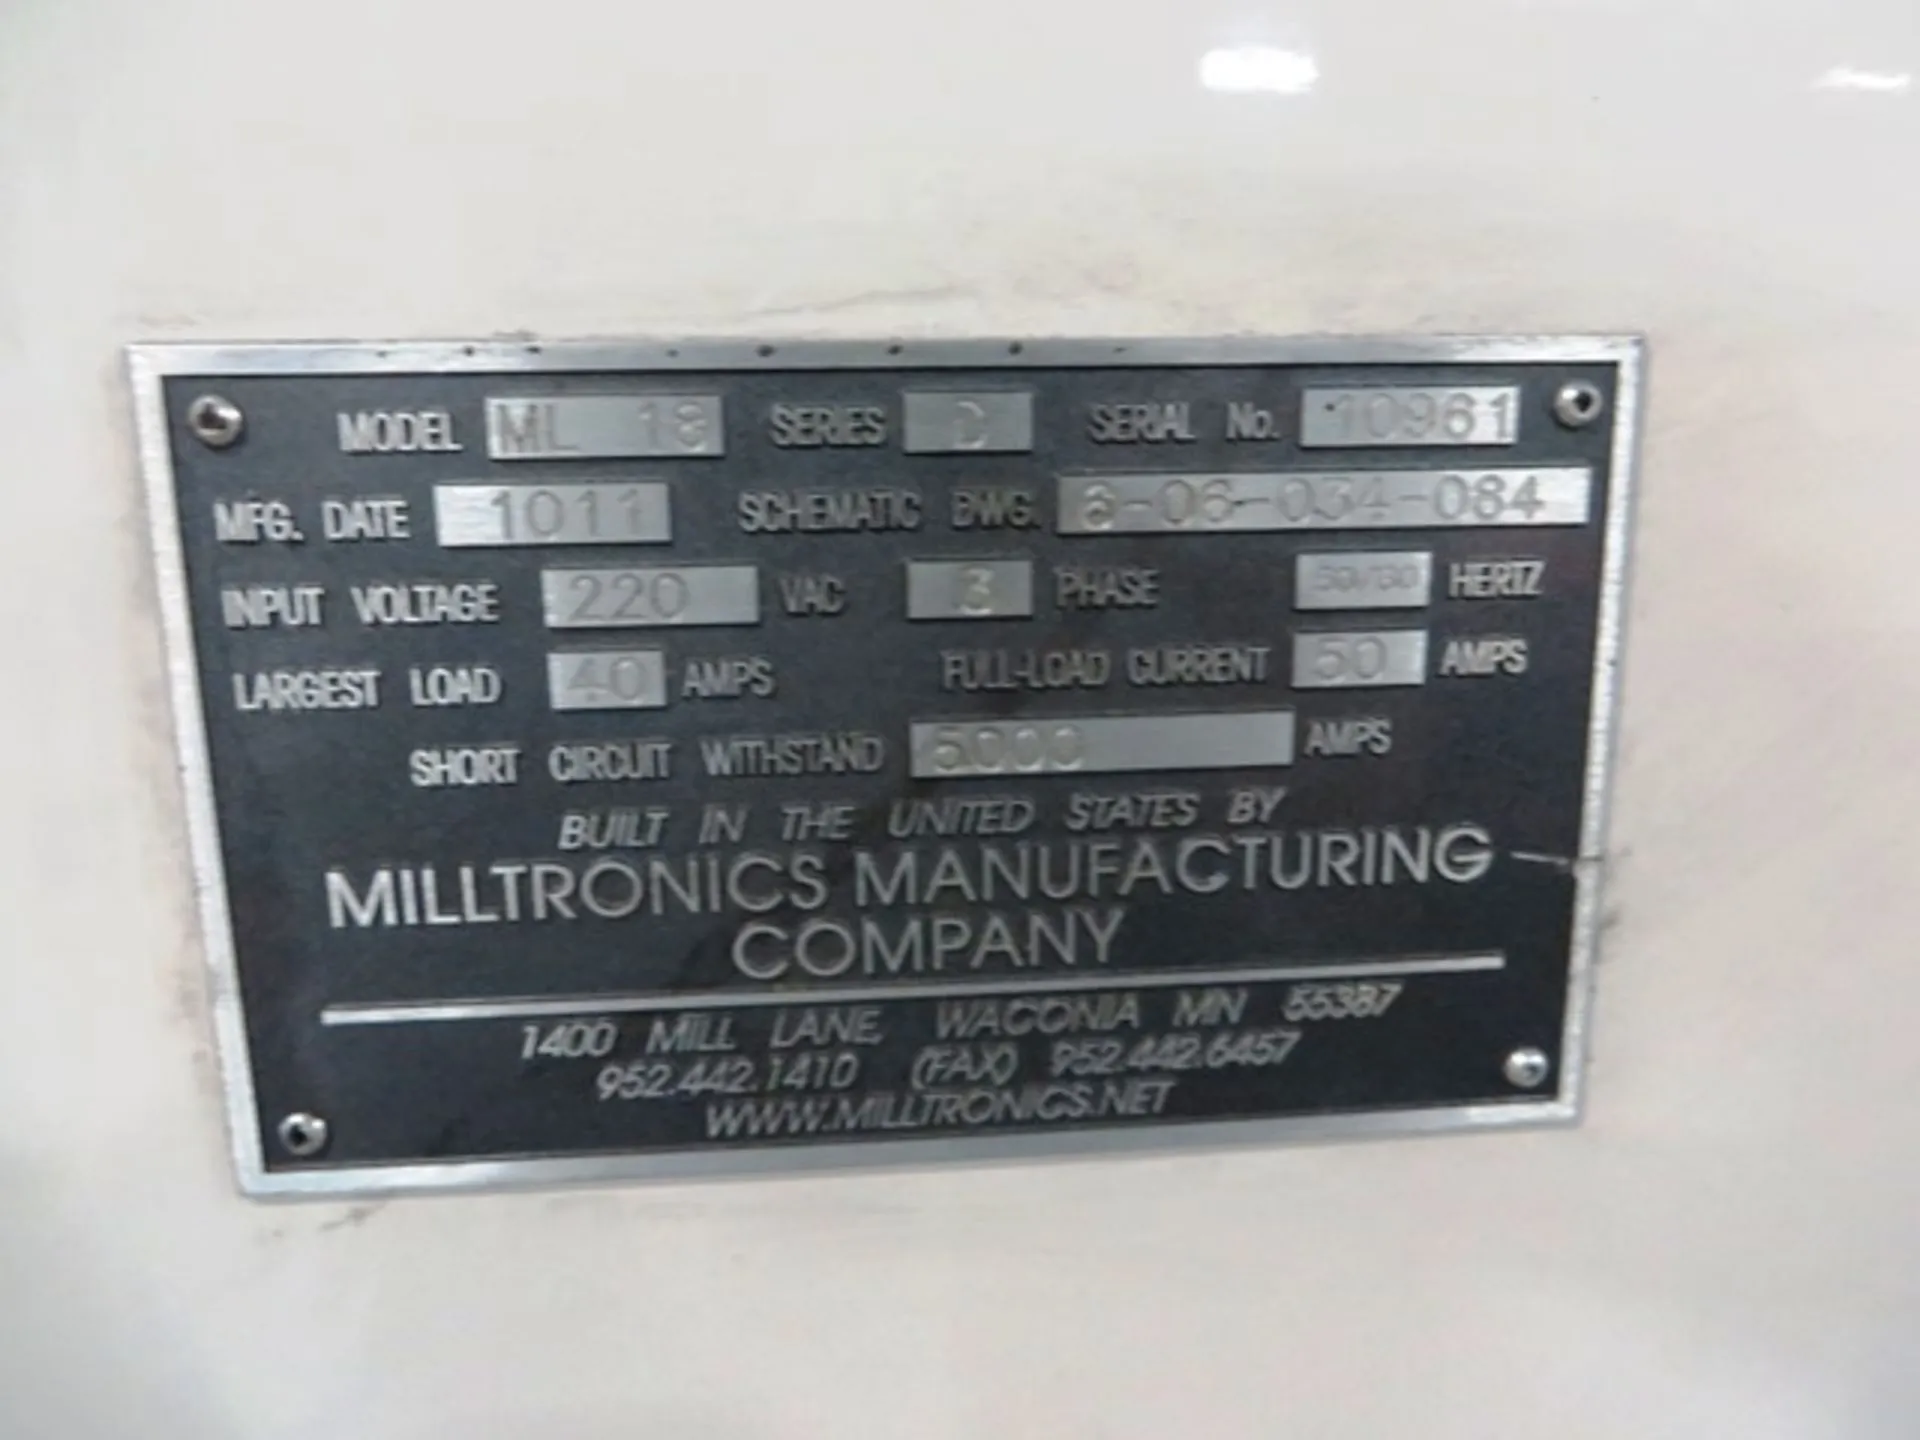 MODEL ML 18 SERIES D SERIAL No. 10961
MFG. DATE 1011 SCHEMATIC DWG. 6-06-034-084
INPUT VOLTAGE 220 VAC 3 PHASE 50/60 HERTZ
LARGEST LOAD 40 AMPS FULL-LOAD CURRENT 50 AMPS
SHORT CIRCUIT WITHSTAND 5000 AMPS
BUILT IN THE UNITED STATES BY
MILLTRONICS MANUFACTURING
COMPANY
1400 MILL LANE, WACONIA MN 55387
952.442.1410 (FAX) 952.442.6457
WWW.MILLTRONICS.NET